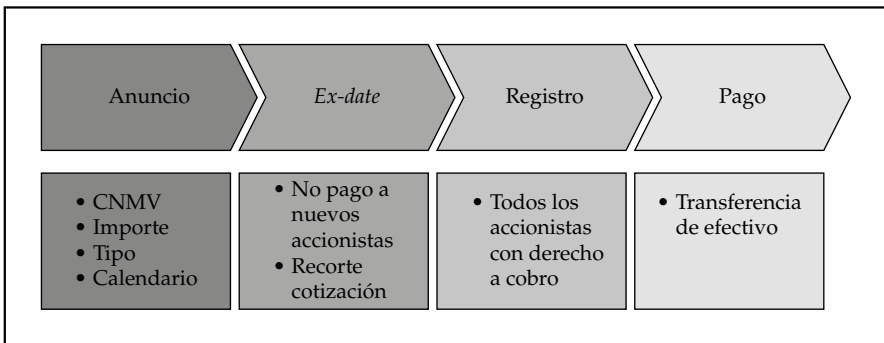 Anuncio
Ex-date
Registro
Pago
• CNMV
• Importe
• Tipo
• Calendario
• No pago a
nuevos
accionistas
• Recorte
cotización
• Todos los
accionistas
con derecho
a cobro
• Transferencia
de efectivo